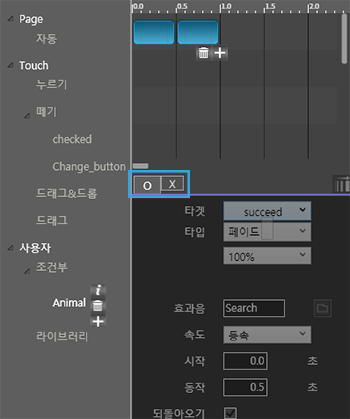 Page
자동
Touch
누르기
떼기
checked
Change_button
드래그&드롭
드래그
사용자
조건부
Animal
라이브러리
0.0 0.5 1.0 1.5 2.0
O X
타겟 succeed
타입 페이드
100%
효과음 Search
속도 등속
시작 0.0 초
동작 0.5 초
되돌아오기